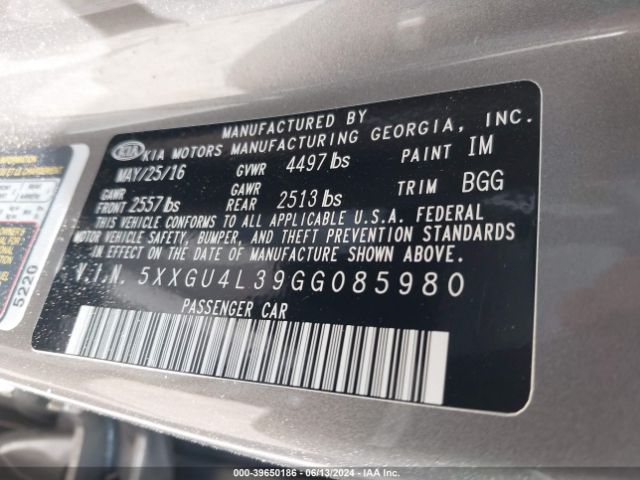 MANUFACTURED BY
KIA KIA MOTORS MANUFACTURING GEORGIA, INC.
MAY/25/16 GVWR 4497 lbs PAINT IM
GAWR FRONT 2557 lbs GAWR REAR 2513 lbs TRIM BGG
THIS VEHICLE CONFORMS TO ALL APPLICABLE U.S.A. FEDERAL
MOTOR VEHICLE SAFETY, BUMPER, AND THEFT PREVENTION STANDARDS
IN EFFECT ON THE DATE OF MANUFACTURE SHOWN ABOVE.
V.I.N. 5XXGU4L39GG085980
PASSENGER CAR
5220
000-39650186 - 06/13/2024 - IAA Inc.